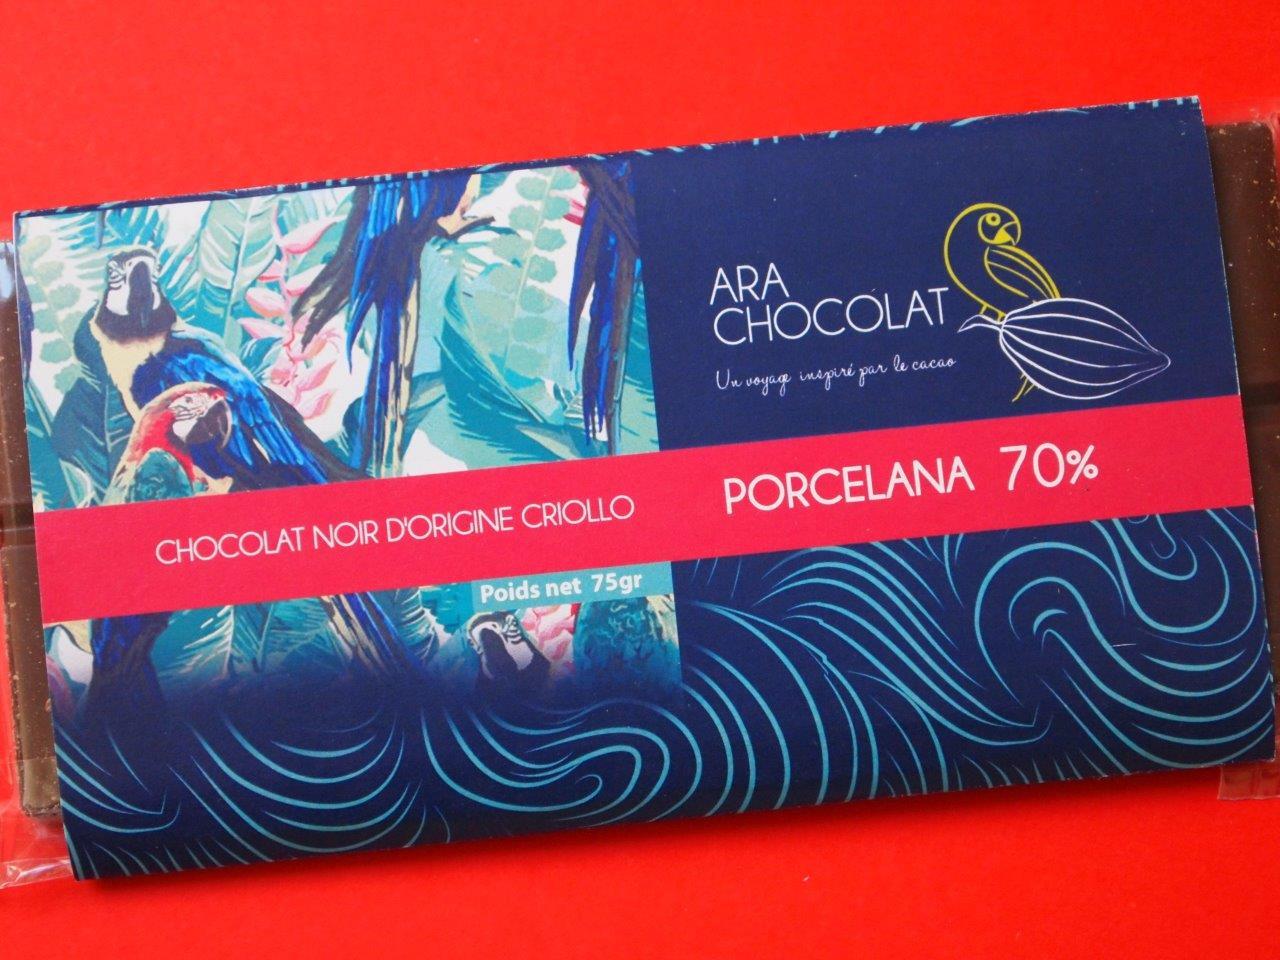 ARA
CHOCOLAT
Un voyage inspiré par le cacao
CHOCOLAT NOIR D'ORIGINE CRIOLLO
PORCELANA 70%
Poids net 75gr